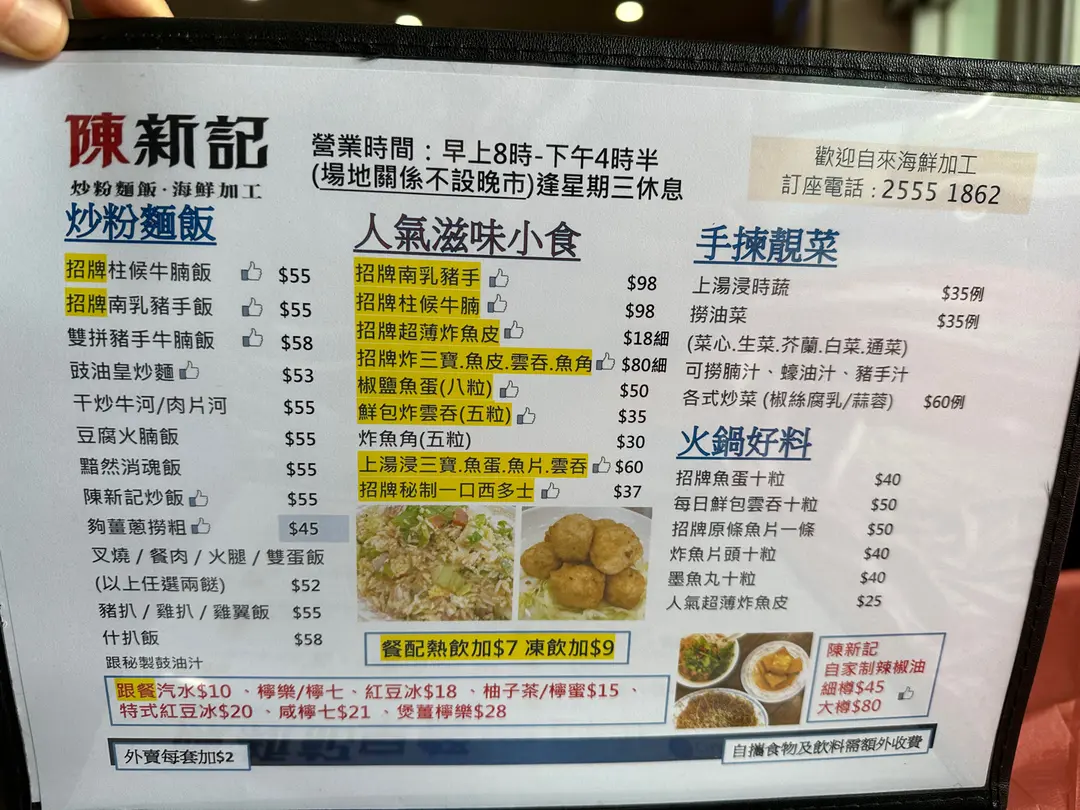 陳新記
炒粉麵飯·海鮮加工
營業時間：早上8時-下午4時半
(場地關係不設晚市)逢星期三休息
歡迎自來海鮮加工
訂座電話：2555 1862
炒粉麵飯
招牌柱候牛腩飯 $55
招牌南乳豬手飯 $55
雙拼豬手牛腩飯 $58
豉油皇炒麵 $53
干炒牛河/肉片河 $55
豆腐火腩飯 $55
黯然消魂飯 $55
陳新記炒飯 $55
夠薑蔥撈粗 $45
叉燒 / 餐肉 / 火腿 / 雙蛋飯
(以上任選兩餸) $52
豬扒 / 雞扒 / 雞翼飯 $55
什扒飯 $58
跟秘製豉油汁
人氣滋味小食
招牌南乳豬手 $98
招牌柱候牛腩 $98
招牌超薄炸魚皮 $18細
招牌炸三寶.魚皮.雲吞.魚角 $80細
椒鹽魚蛋(八粒) $50
鮮包炸雲吞(五粒) $35
炸魚角(五粒) $30
上湯浸三寶.魚蛋.魚片.雲吞 $60
招牌秘制一口西多士 $37
餐配熱飲加$7 凍飲加$9
手揀靚菜
上湯浸時蔬 $35例
撈油菜 $35例
(菜心.生菜.芥蘭.白菜.通菜)
可撈腩汁、蠔油汁、豬手汁
各式炒菜 (椒絲腐乳/蒜蓉) $60例
火鍋好料
招牌魚蛋十粒 $40
每日鮮包雲吞十粒 $50
招牌原條魚片一條 $50
炸魚片頭十粒 $40
墨魚丸十粒 $40
人氣超薄炸魚皮 $25
陳新記
自家制辣椒油
細樽$45
大樽$80
跟餐汽水$10 、檸樂/檸七、紅豆冰$18 、柚子茶/檸蜜$15 、
特式紅豆冰$20 、咸檸七$21 、煲薑檸樂$28
外賣每套加$2
自攜食物及飲料需額外收費